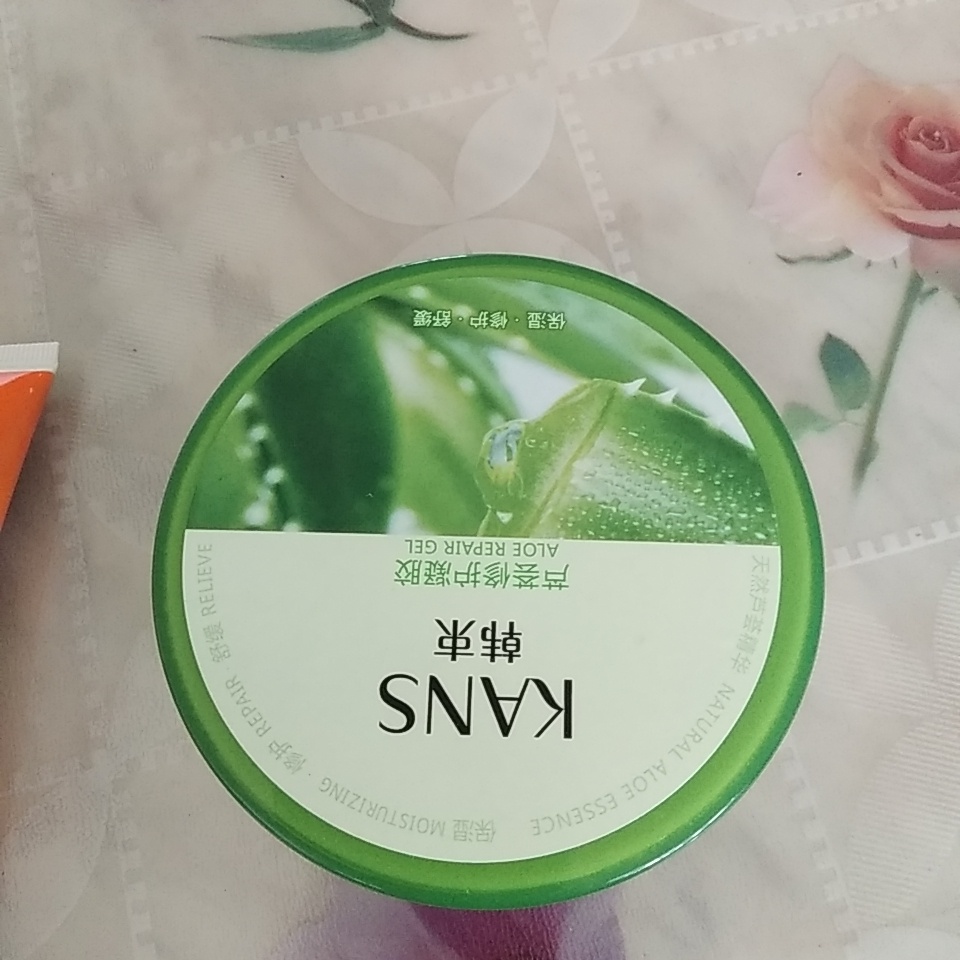 天然芦荟精华 NATURAL ALOE ESSENCE
保湿 MOISTURIZING · 修护 REPAIR · 舒缓 RELIEVE
KANS
韩束
芦荟修护凝胶
ALOE REPAIR GEL
保湿 · 修护 · 舒缓